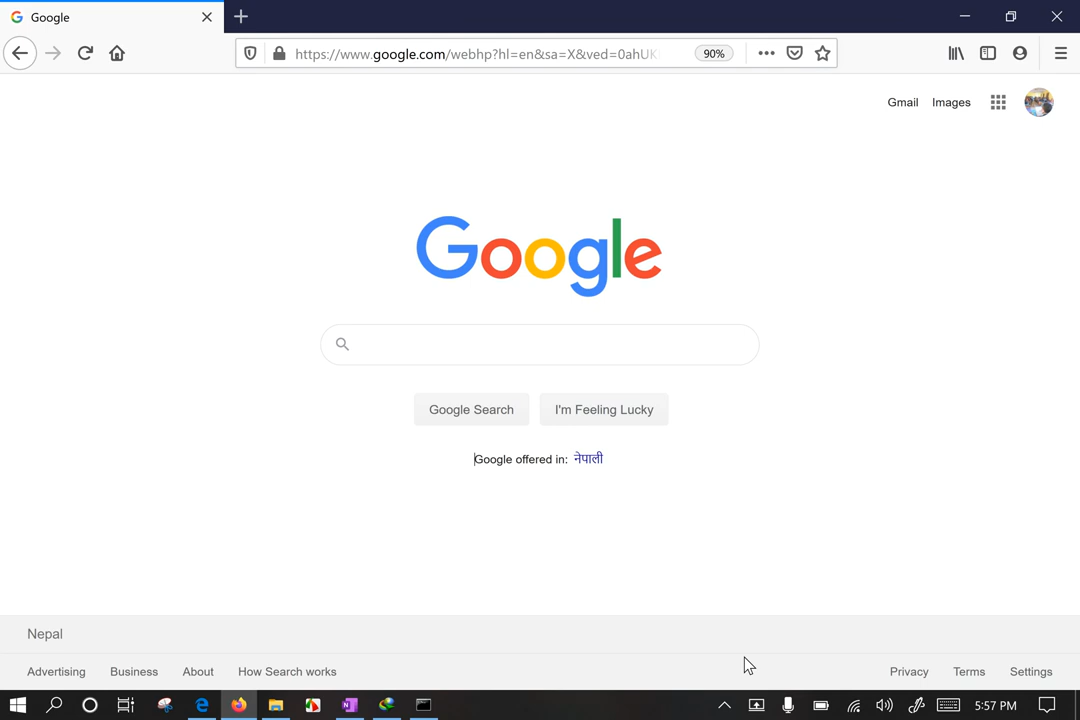 Google
https://www.google.com/webhp?hl=en&sa=X&ved=0ahUK
90%
Gmail
Images
Google
Google Search
I'm Feeling Lucky
Google offered in: नेपाली
Nepal
Advertising
Business
About
How Search works
Privacy
Terms
Settings
5:57 PM